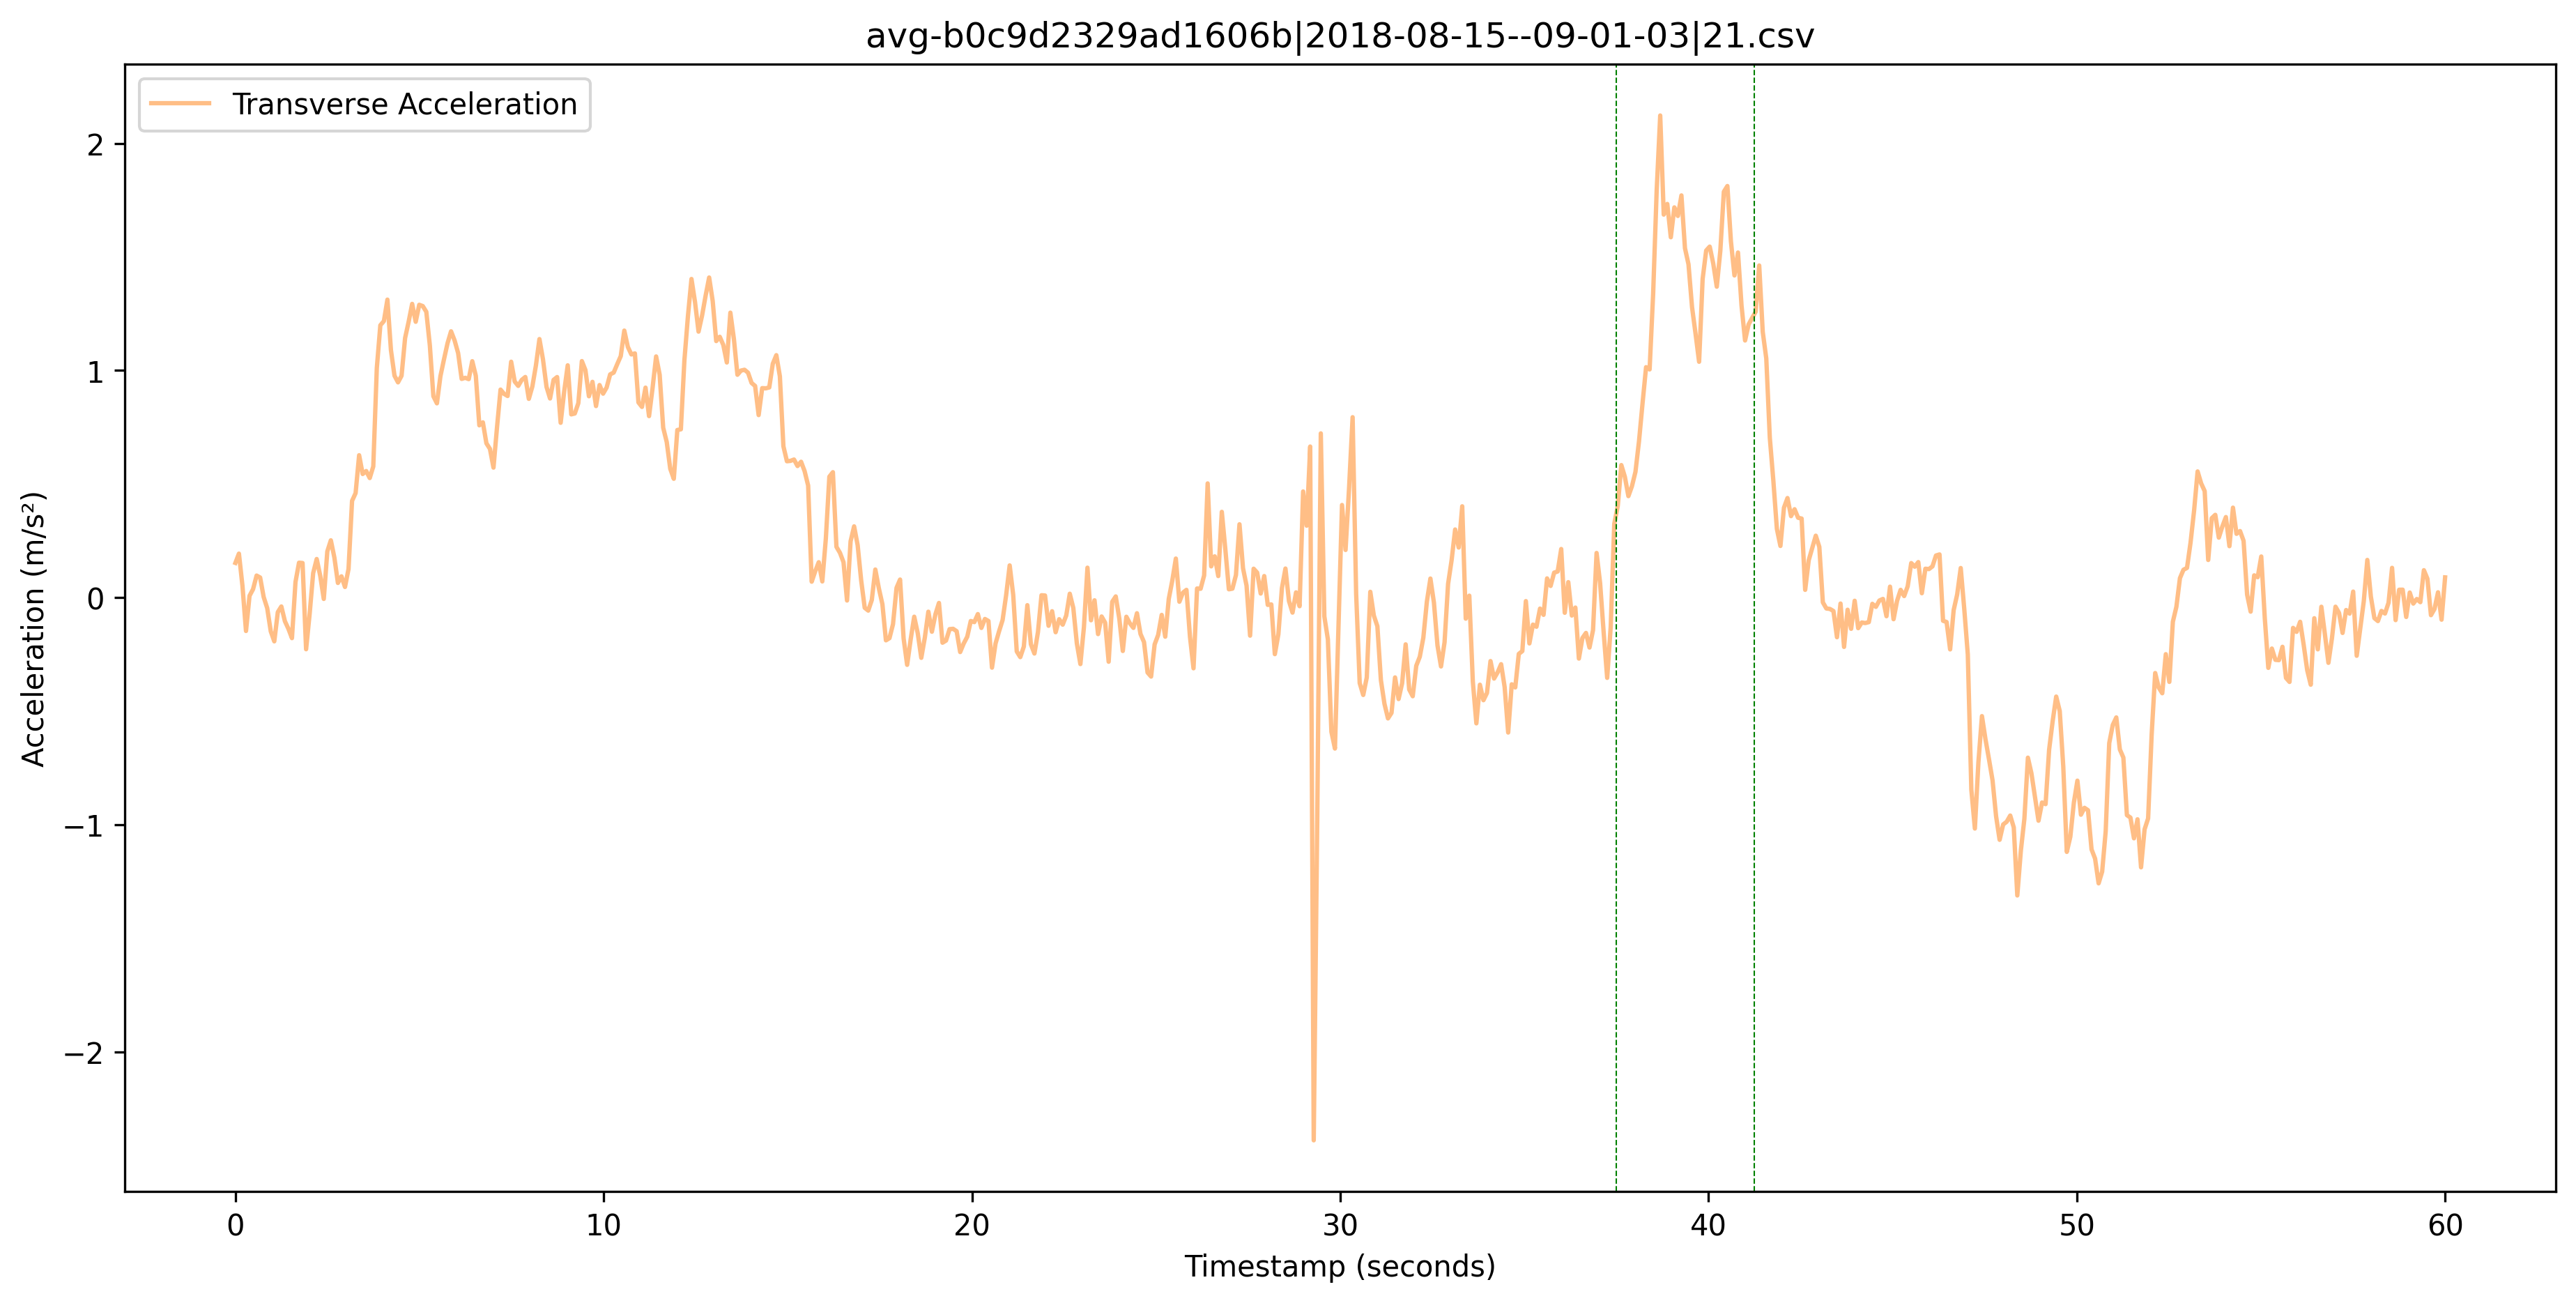 avg-b0c9d2329ad1606b|2018-08-15--09-01-03|21.csv
Transverse Acceleration
Acceleration (m/s²)
2
1
0
−1
−2
0 10 20 30 40 50 60
Timestamp (seconds)